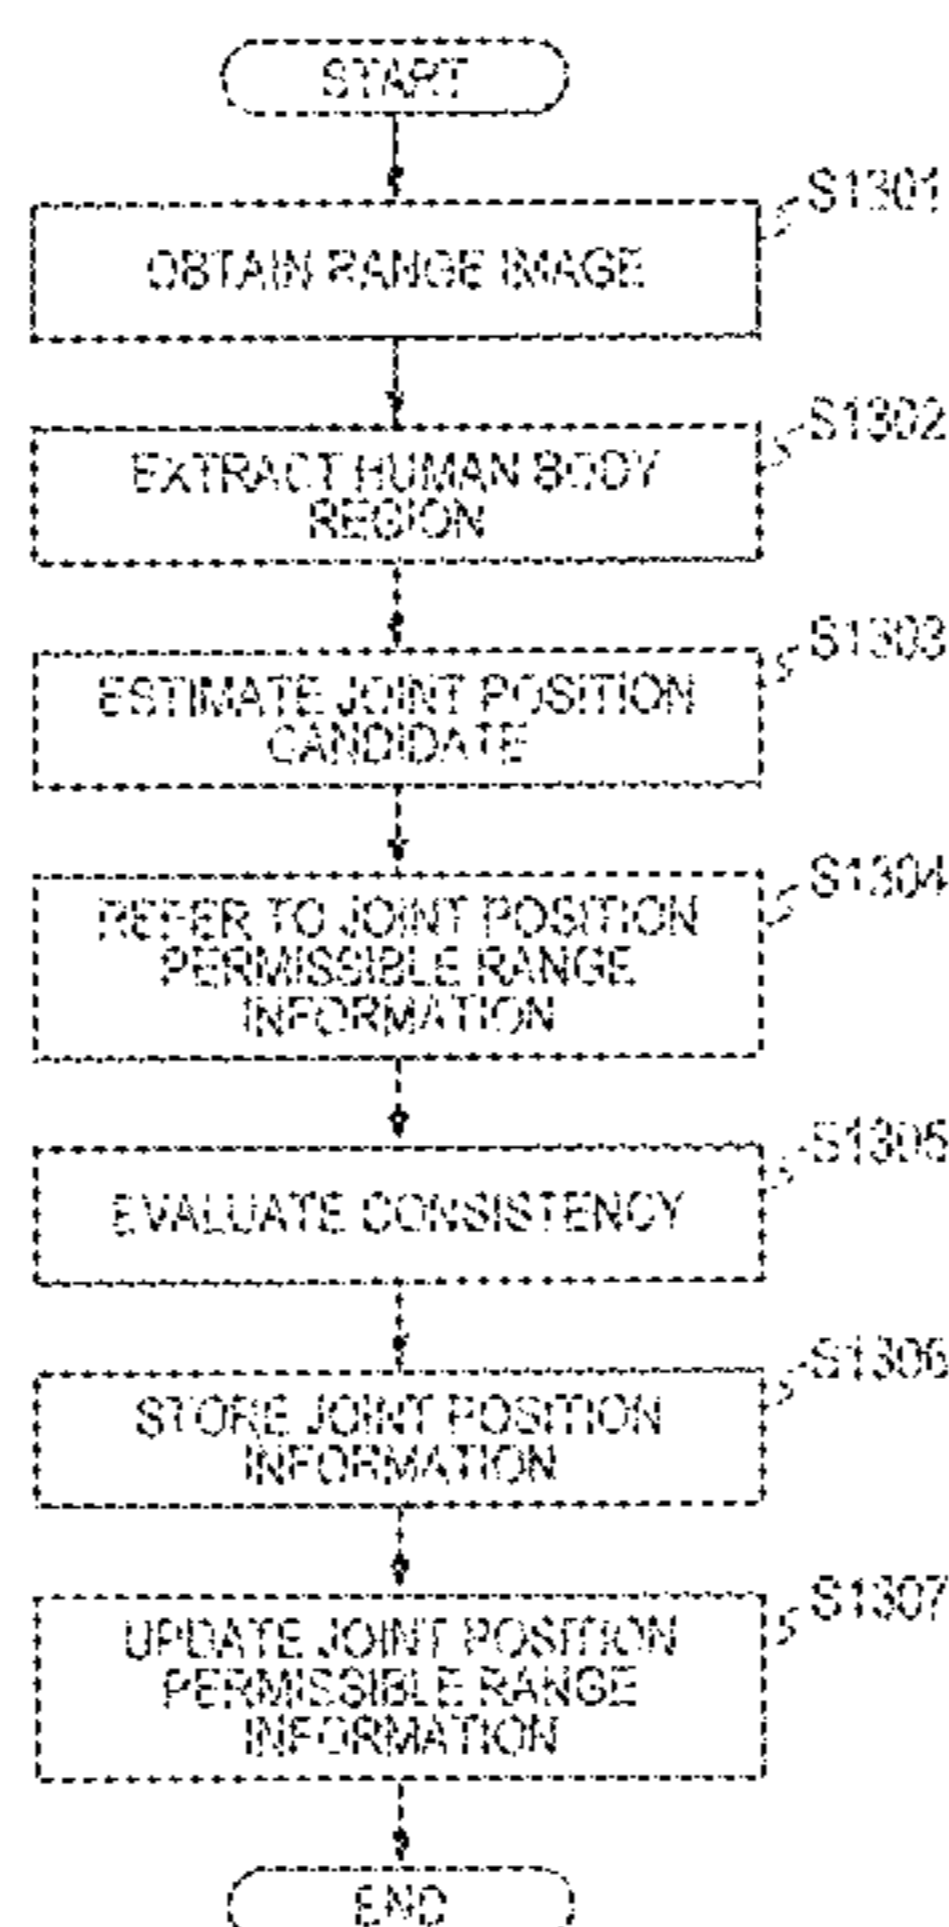 START
S1301
OBTAIN RANGE IMAGE
S1302
EXTRACT HUMAN BODY
REGION
S1303
ESTIMATE JOINT POSITION
CANDIDATE
S1304
REFER TO JOINT POSITION
PERMISSIBLE RANGE
INFORMATION
S1305
EVALUATE CONSISTENCY
S1306
STORE JOINT POSITION
INFORMATION
S1307
UPDATE JOINT POSITION
PERMISSIBLE RANGE
INFORMATION
END